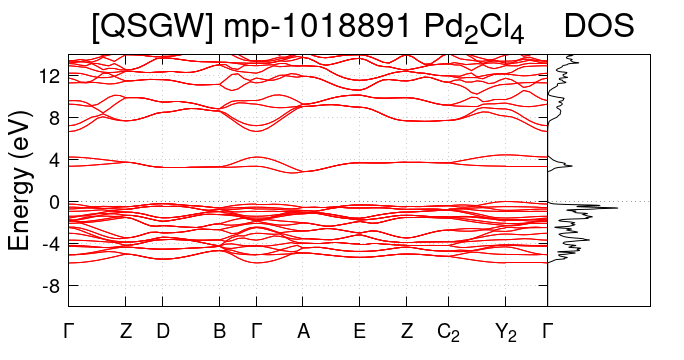 [QSGW] mp-1018891 Pd₂Cl₄ DOS
Energy (eV)
12
8
4
0
-4
-8
Γ Z D B Γ A E Z C₂ Y₂ Γ